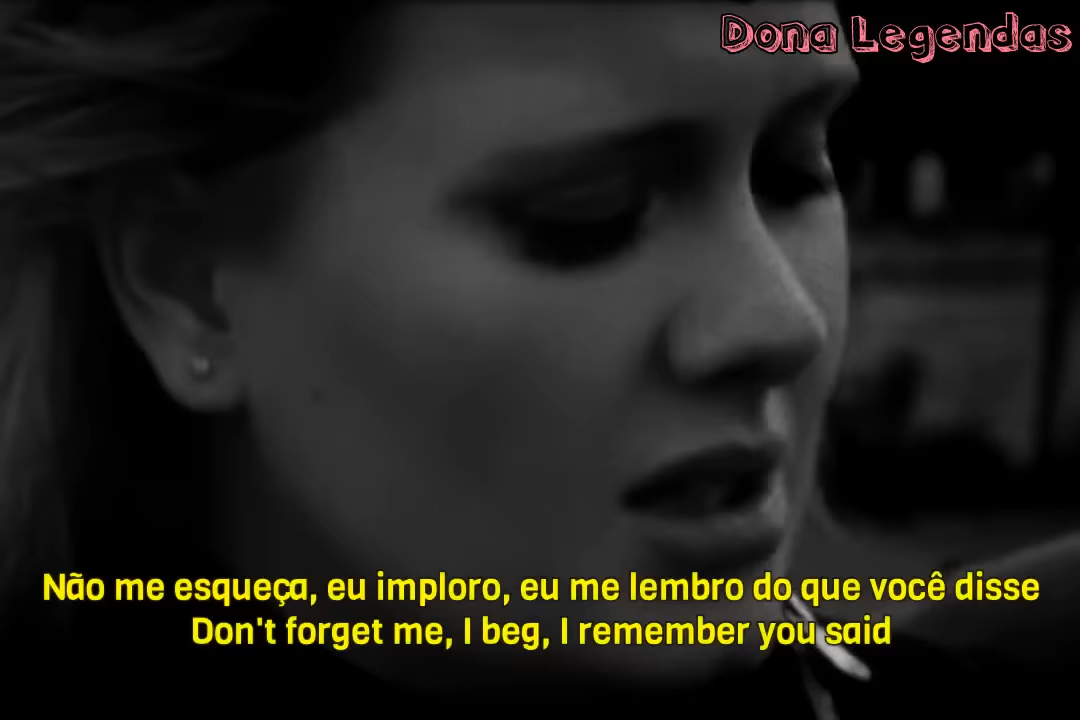 Dona Legendas
Não me esqueça, eu imploro, eu me lembro do que você disse
Don't forget me, I beg, I remember you said